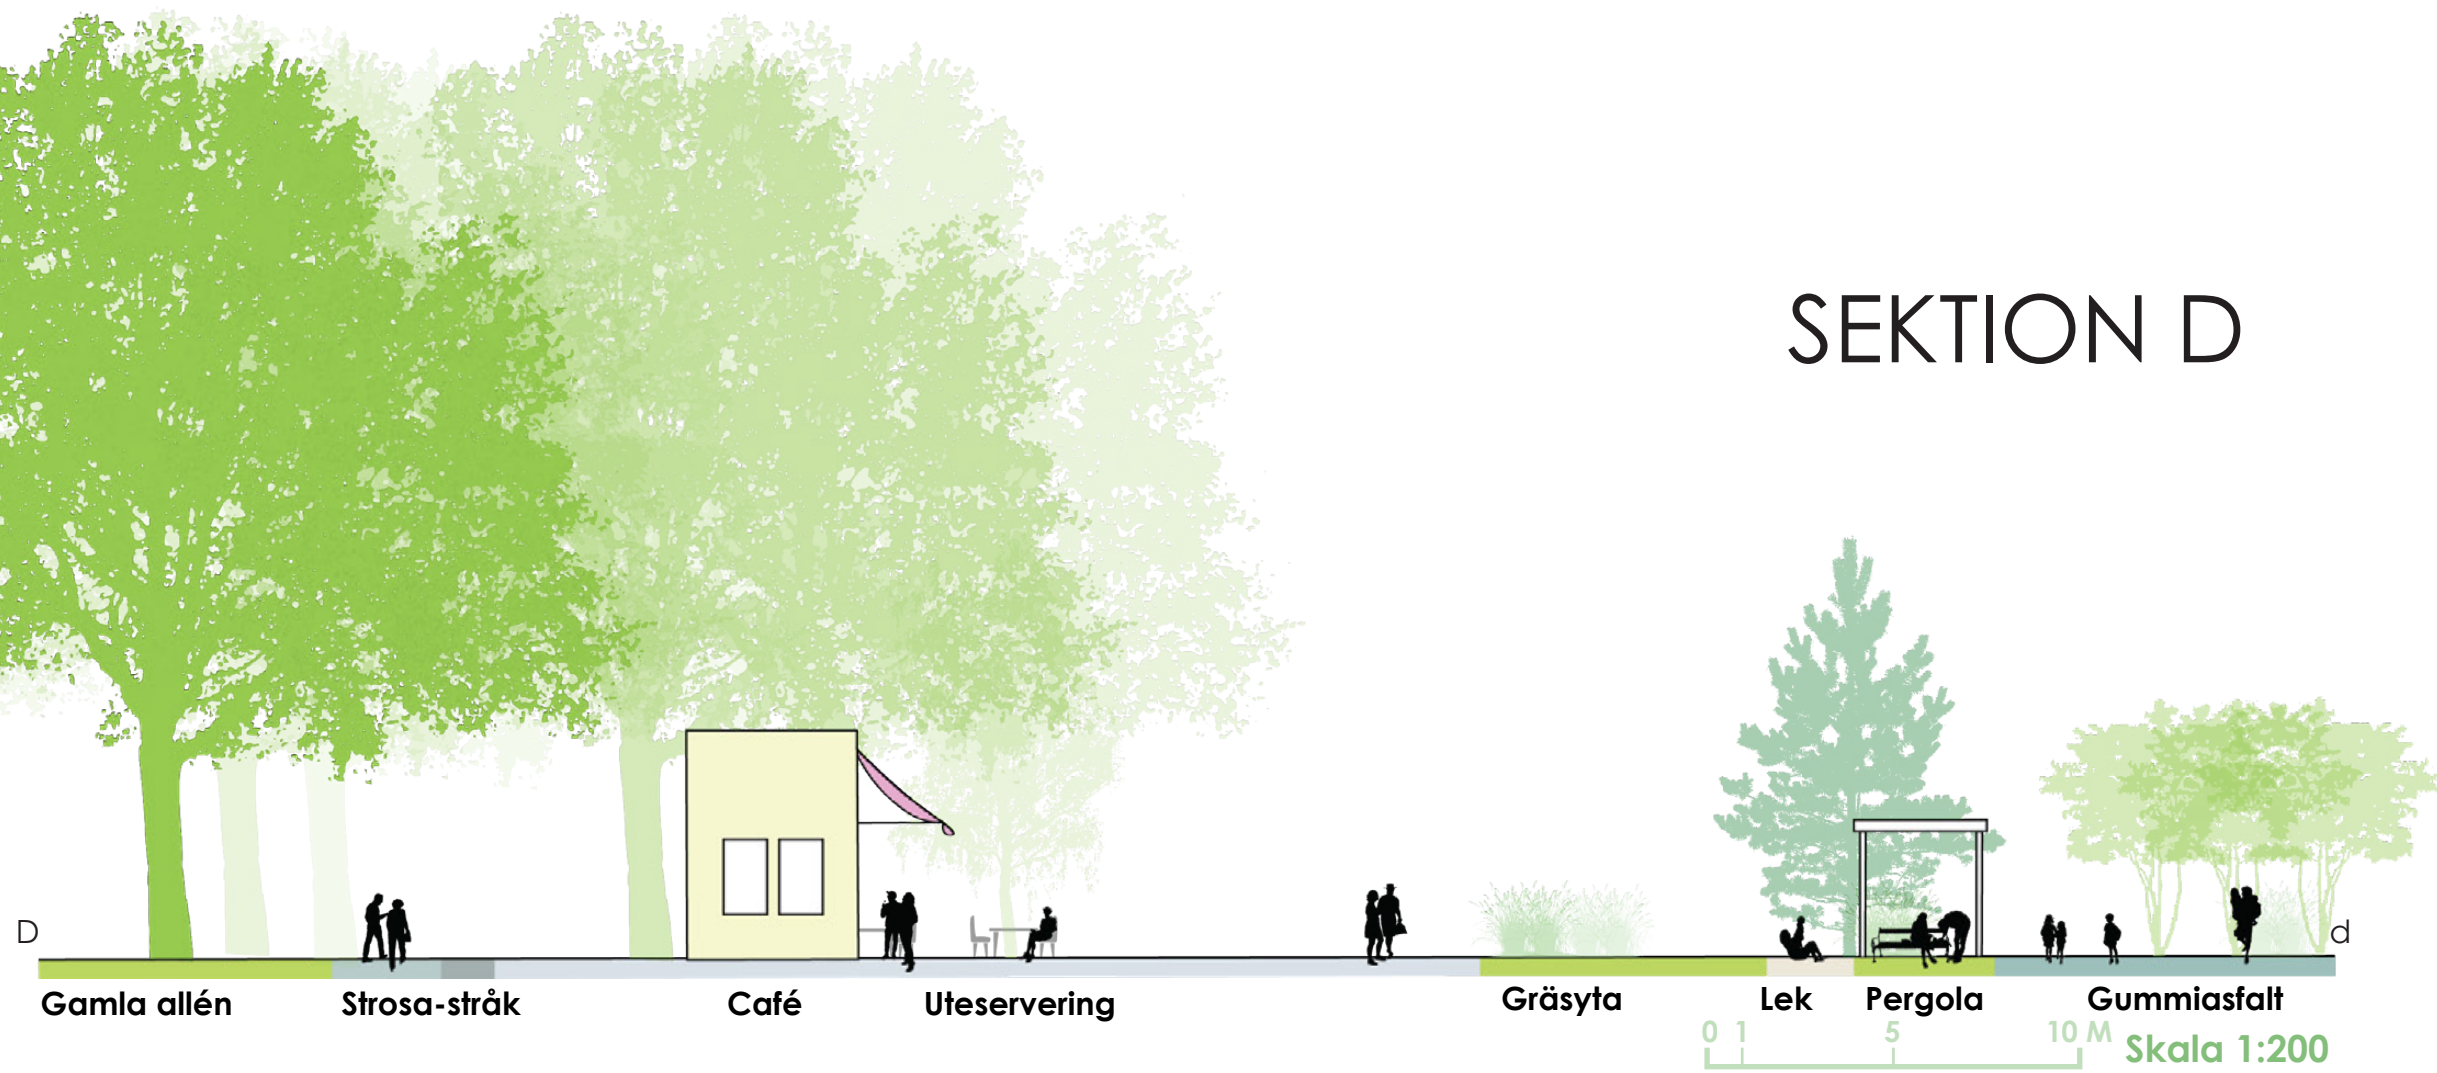 SEKTION D
D
d
Gamla allén
Strosa-stråk
Café
Uteservering
Gräsyta
Lek
Pergola
Gummiasfalt
0 1 5 10 M
Skala 1:200